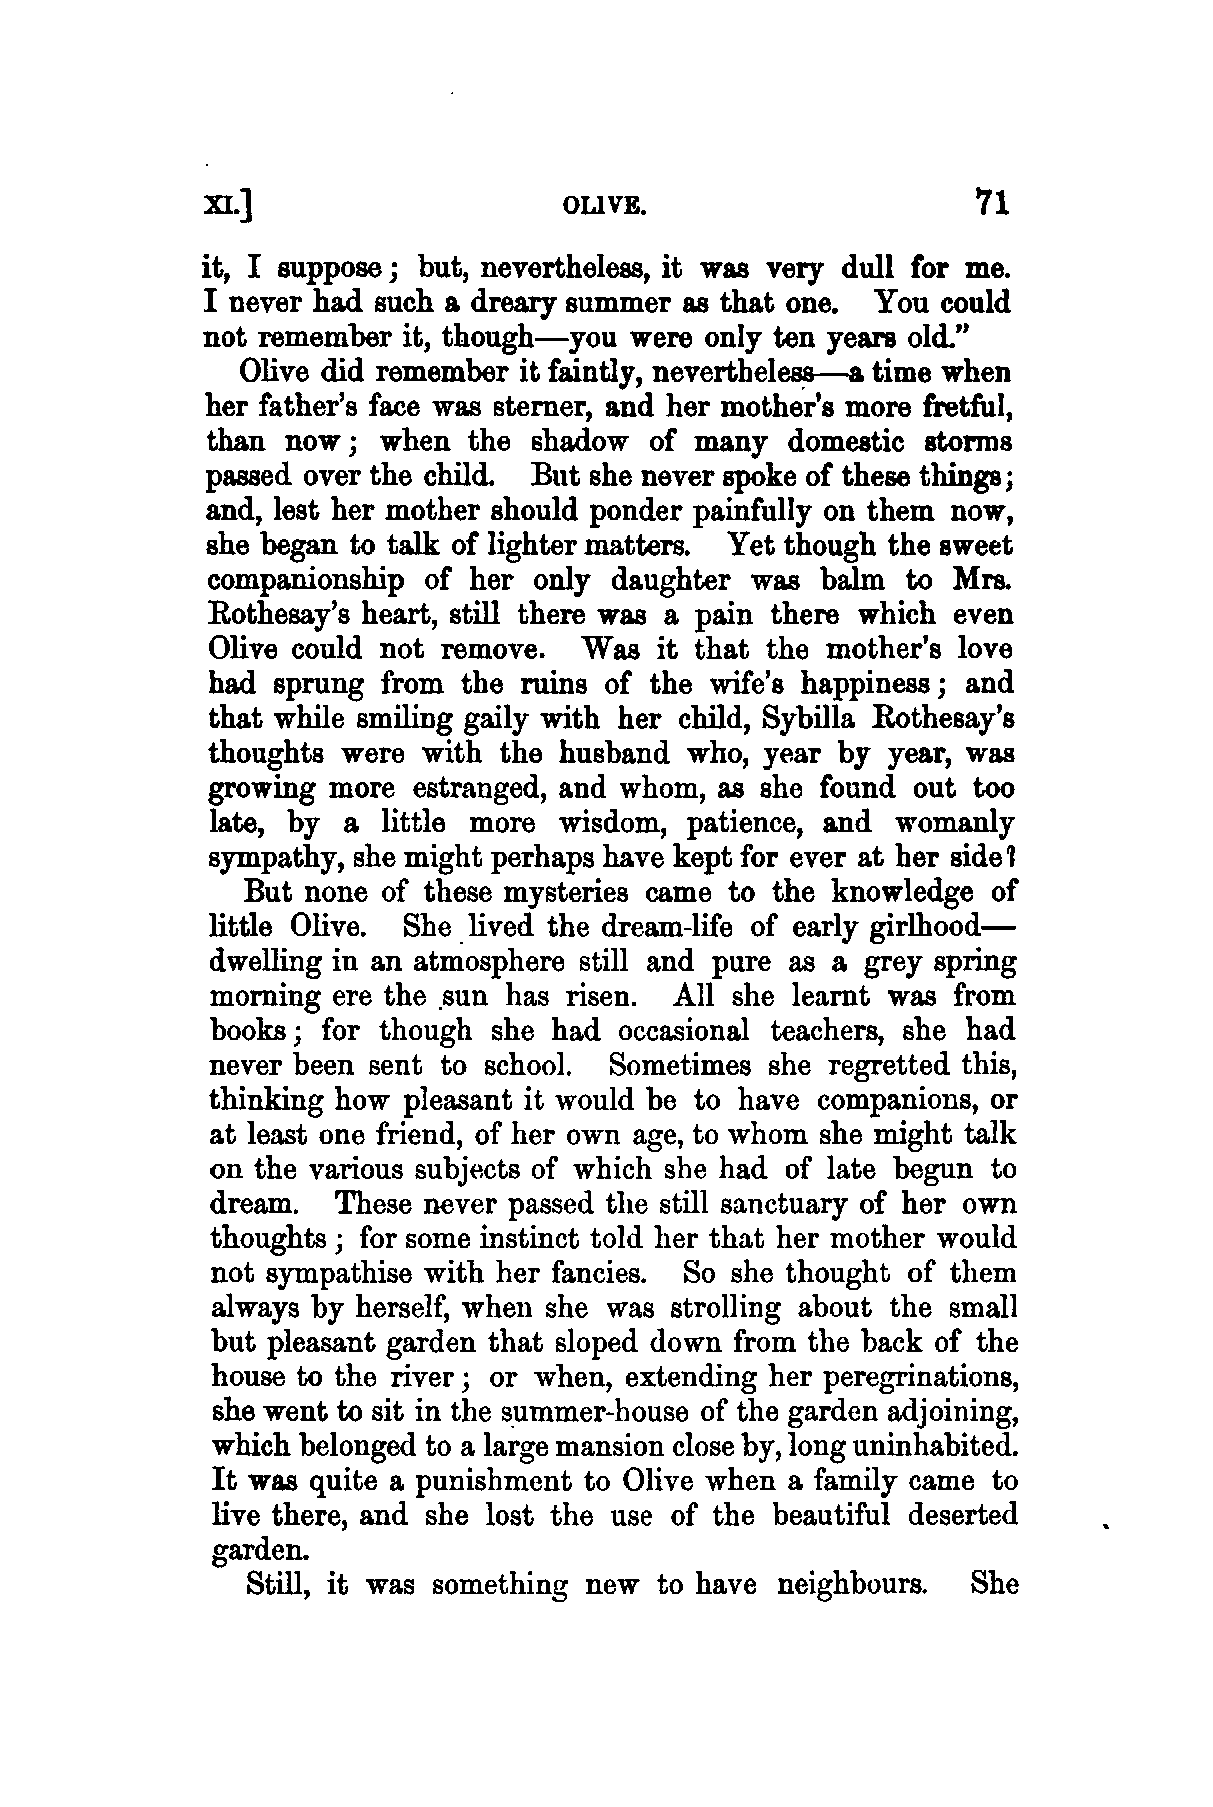 XI.] OLIVE. 71
it, I suppose; but, nevertheless, it was very dull for me.
I never had such a dreary summer as that one. You could
not remember it, though—you were only ten years old."
Olive did remember it faintly, nevertheless—a time when
her father's face was sterner, and her mother's more fretful,
than now; when the shadow of many domestic storms
passed over the child. But she never spoke of these things;
and, lest her mother should ponder painfully on them now,
she began to talk of lighter matters. Yet though the sweet
companionship of her only daughter was balm to Mrs.
Rothesay's heart, still there was a pain there which even
Olive could not remove. Was it that the mother's love
had sprung from the ruins of the wife's happiness; and
that while smiling gaily with her child, Sybilla Rothesay's
thoughts were with the husband who, year by year, was
growing more estranged, and whom, as she found out too
late, by a little more wisdom, patience, and womanly
sympathy, she might perhaps have kept for ever at her side?
But none of these mysteries came to the knowledge of
little Olive. She lived the dream-life of early girlhood—
dwelling in an atmosphere still and pure as a grey spring
morning ere the sun has risen. All she learnt was from
books; for though she had occasional teachers, she had
never been sent to school. Sometimes she regretted this,
thinking how pleasant it would be to have companions, or
at least one friend, of her own age, to whom she might talk
on the various subjects of which she had of late begun to
dream. These never passed the still sanctuary of her own
thoughts; for some instinct told her that her mother would
not sympathise with her fancies. So she thought of them
always by herself, when she was strolling about the small
but pleasant garden that sloped down from the back of the
house to the river; or when, extending her peregrinations,
she went to sit in the summer-house of the garden adjoining,
which belonged to a large mansion close by, long uninhabited.
It was quite a punishment to Olive when a family came to
live there, and she lost the use of the beautiful deserted
garden.
Still, it was something new to have neighbours. She